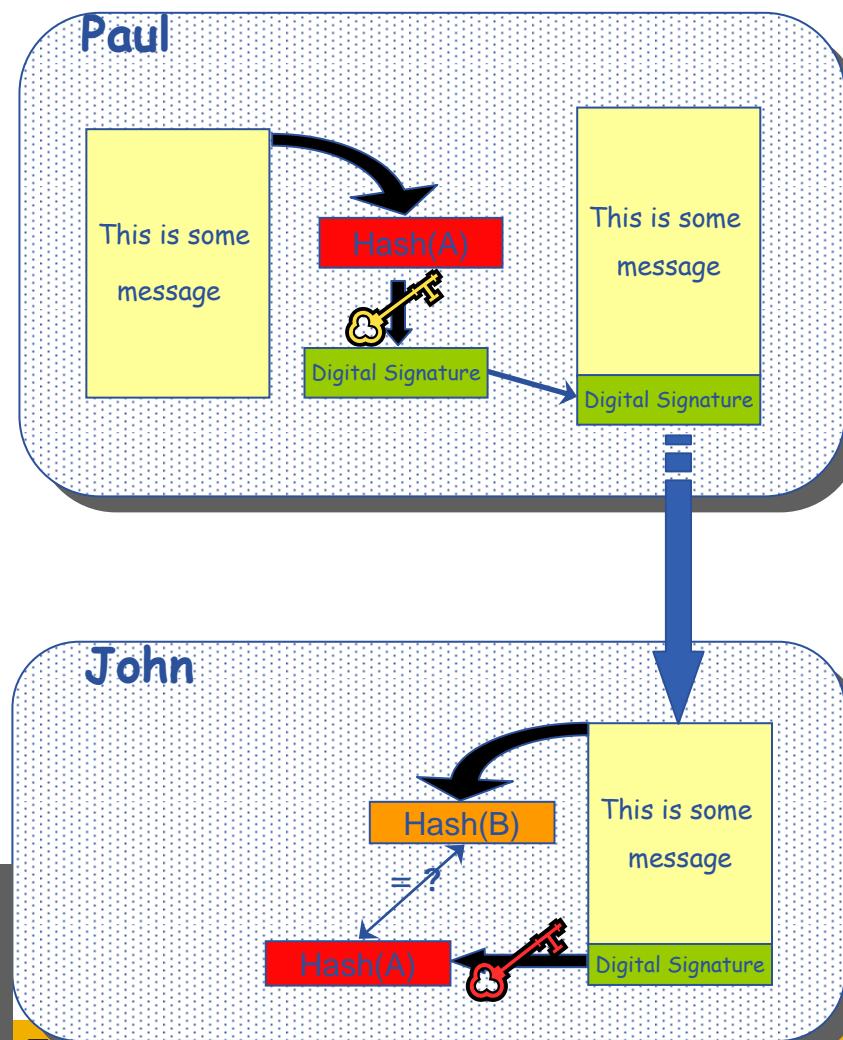 Paul
This is some
message
Hash(A)
Digital Signature
This is some
message
Digital Signature
John
This is some
message
Digital Signature
Hash(B)
= ?
Hash(A)